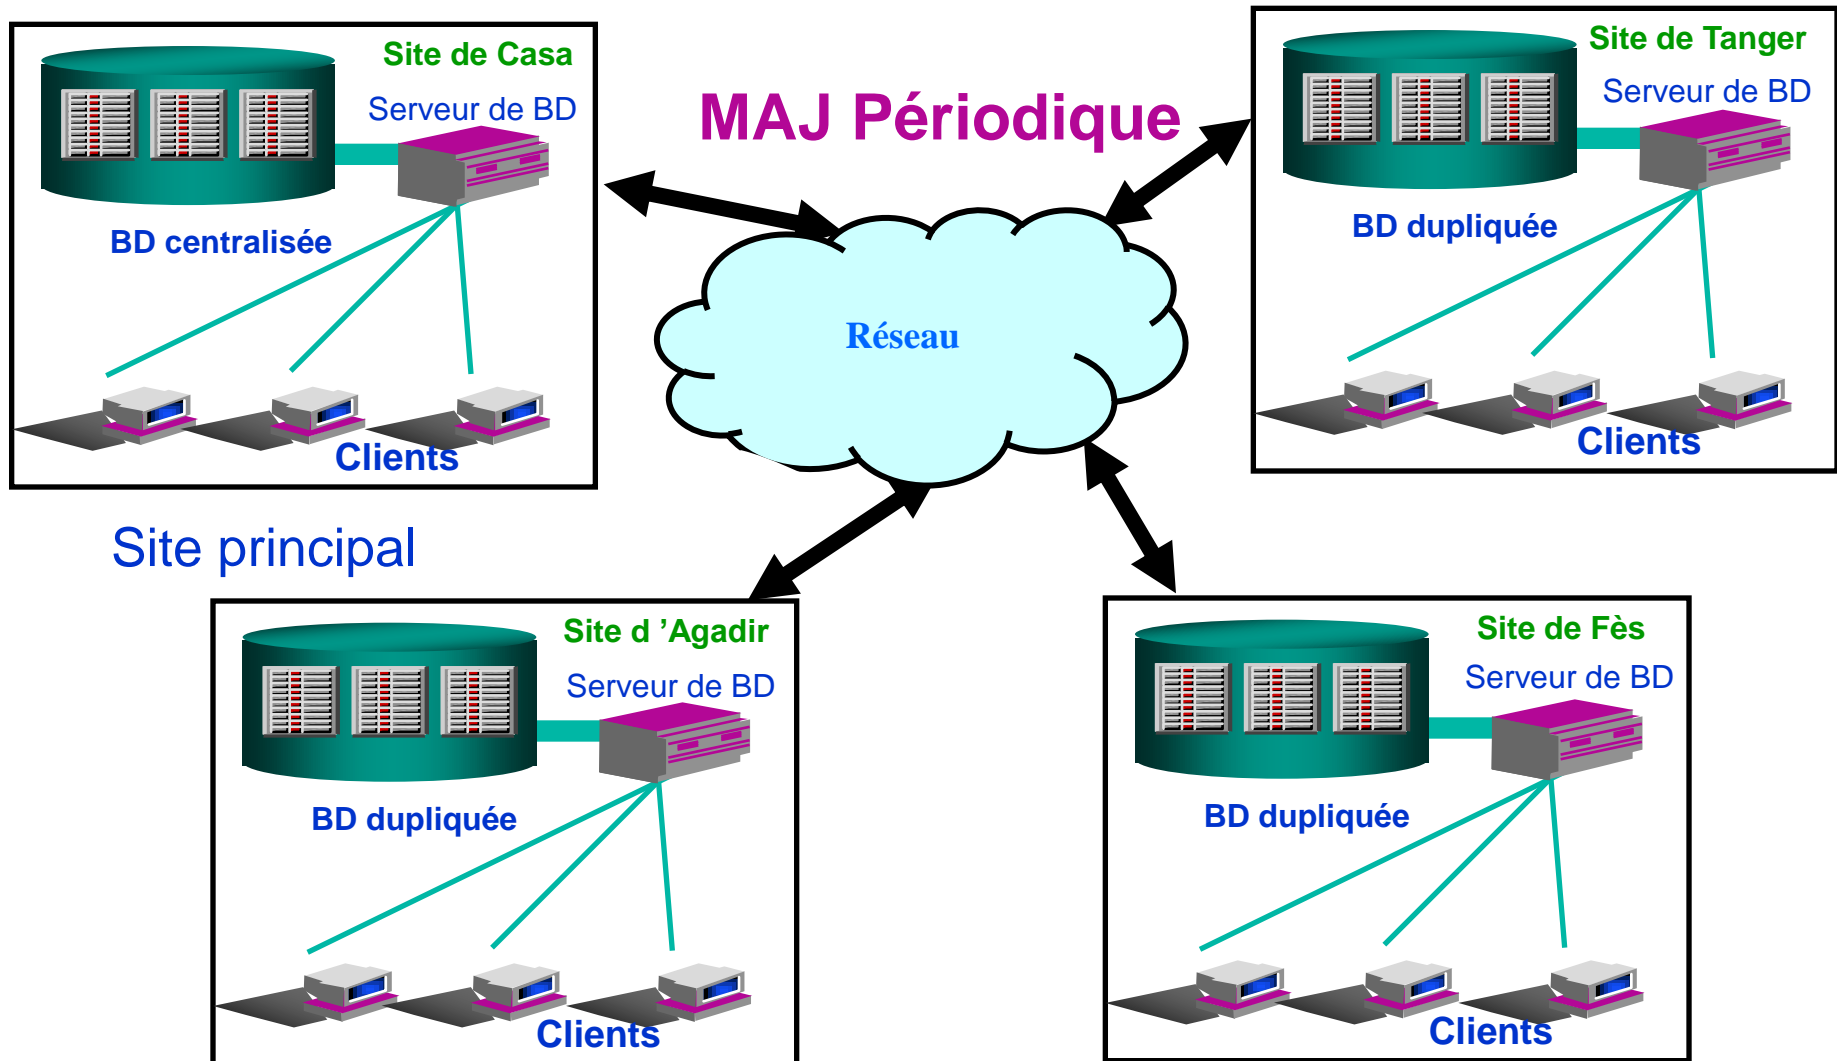 Site de Casa
Serveur de BD
BD centralisée
Clients
Site principal
MAJ Périodique
Réseau
Site de Tanger
Serveur de BD
BD dupliquée
Clients
Site d ’Agadir
Serveur de BD
BD dupliquée
Clients
Site de Fès
Serveur de BD
BD dupliquée
Clients